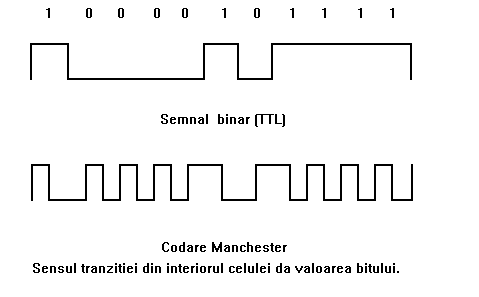 1 0 0 0 0 1 0 1 1 1 1
Semnal binar (TTL)
Codare Manchester
Sensul tranzitiei din interiorul celulei da valoarea bitului.